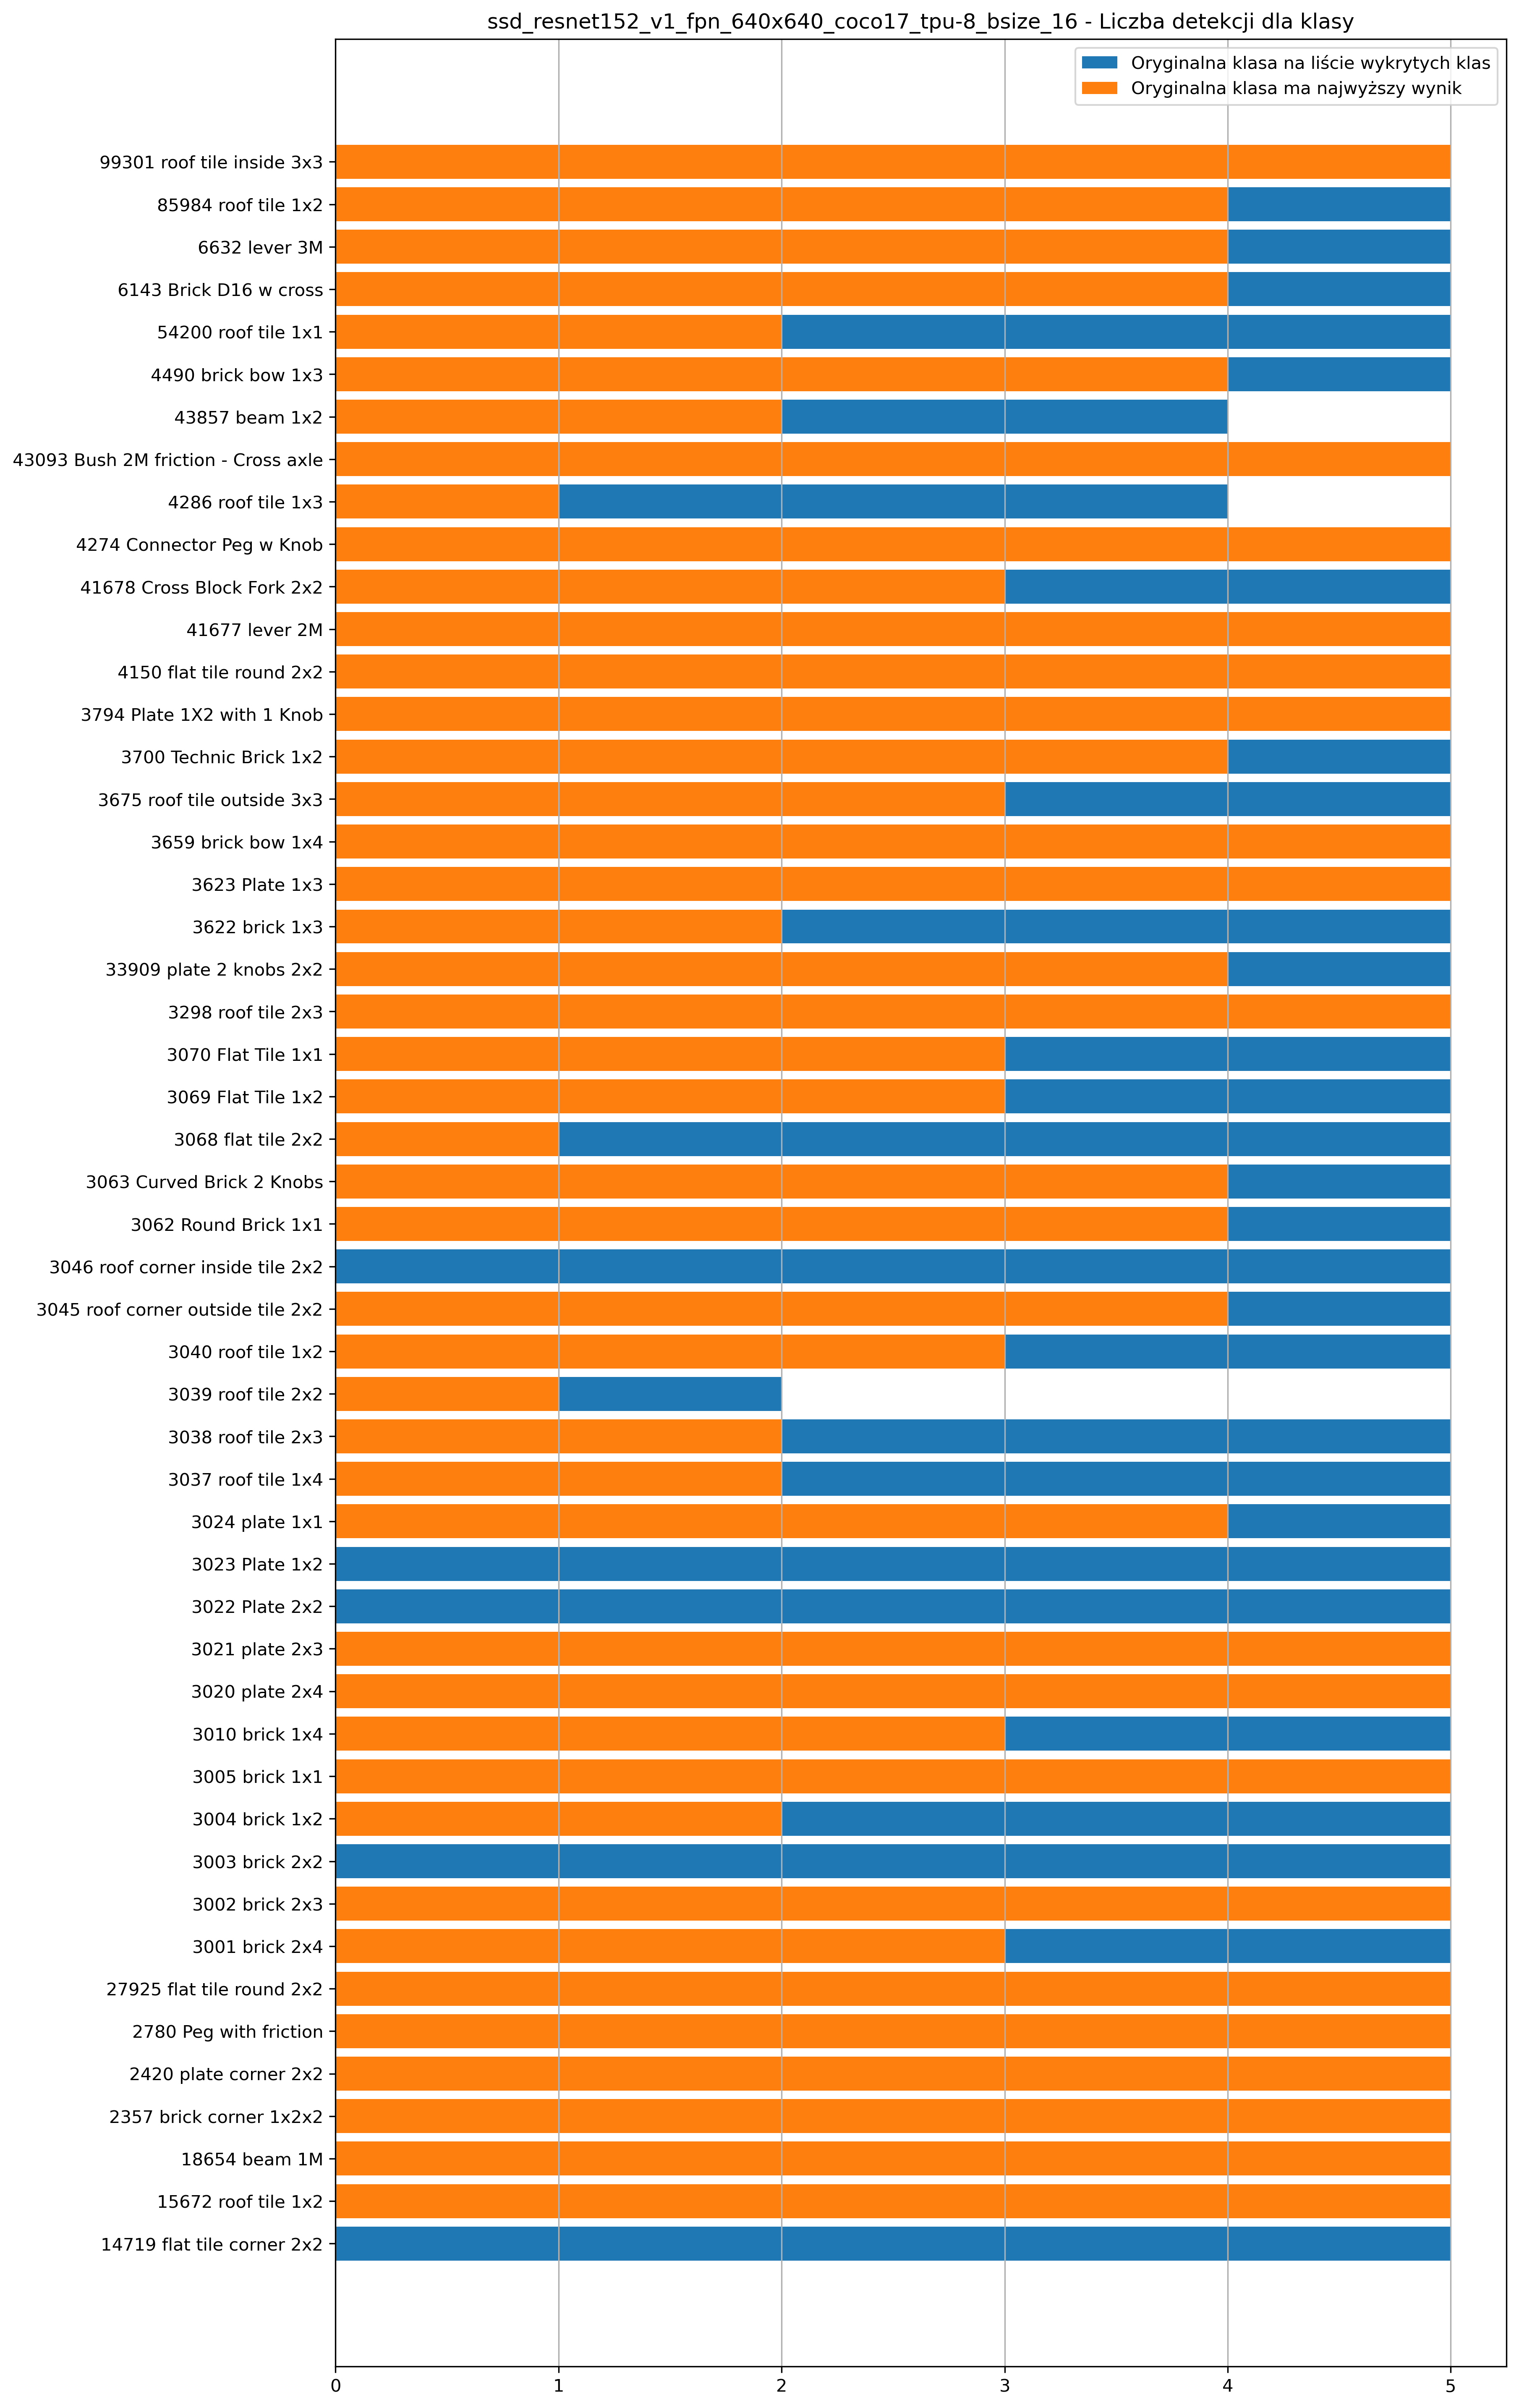 ssd_resnet152_v1_fpn_640x640_coco17_tpu-8_bsize_16 - Liczba detekcji dla klasy
Oryginalna klasa na liście wykrytych klas
Oryginalna klasa ma najwyższy wynik
99301 roof tile inside 3x3
85984 roof tile 1x2
6632 lever 3M
6143 Brick D16 w cross
54200 roof tile 1x1
4490 brick bow 1x3
43857 beam 1x2
43093 Bush 2M friction - Cross axle
4286 roof tile 1x3
4274 Connector Peg w Knob
41678 Cross Block Fork 2x2
41677 lever 2M
4150 flat tile round 2x2
3794 Plate 1X2 with 1 Knob
3700 Technic Brick 1x2
3675 roof tile outside 3x3
3659 brick bow 1x4
3623 Plate 1x3
3622 brick 1x3
33909 plate 2 knobs 2x2
3298 roof tile 2x3
3070 Flat Tile 1x1
3069 Flat Tile 1x2
3068 flat tile 2x2
3063 Curved Brick 2 Knobs
3062 Round Brick 1x1
3046 roof corner inside tile 2x2
3045 roof corner outside tile 2x2
3040 roof tile 1x2
3039 roof tile 2x2
3038 roof tile 2x3
3037 roof tile 1x4
3024 plate 1x1
3023 Plate 1x2
3022 Plate 2x2
3021 plate 2x3
3020 plate 2x4
3010 brick 1x4
3005 brick 1x1
3004 brick 1x2
3003 brick 2x2
3002 brick 2x3
3001 brick 2x4
27925 flat tile round 2x2
2780 Peg with friction
2420 plate corner 2x2
2357 brick corner 1x2x2
18654 beam 1M
15672 roof tile 1x2
14719 flat tile corner 2x2
0 1 2 3 4 5